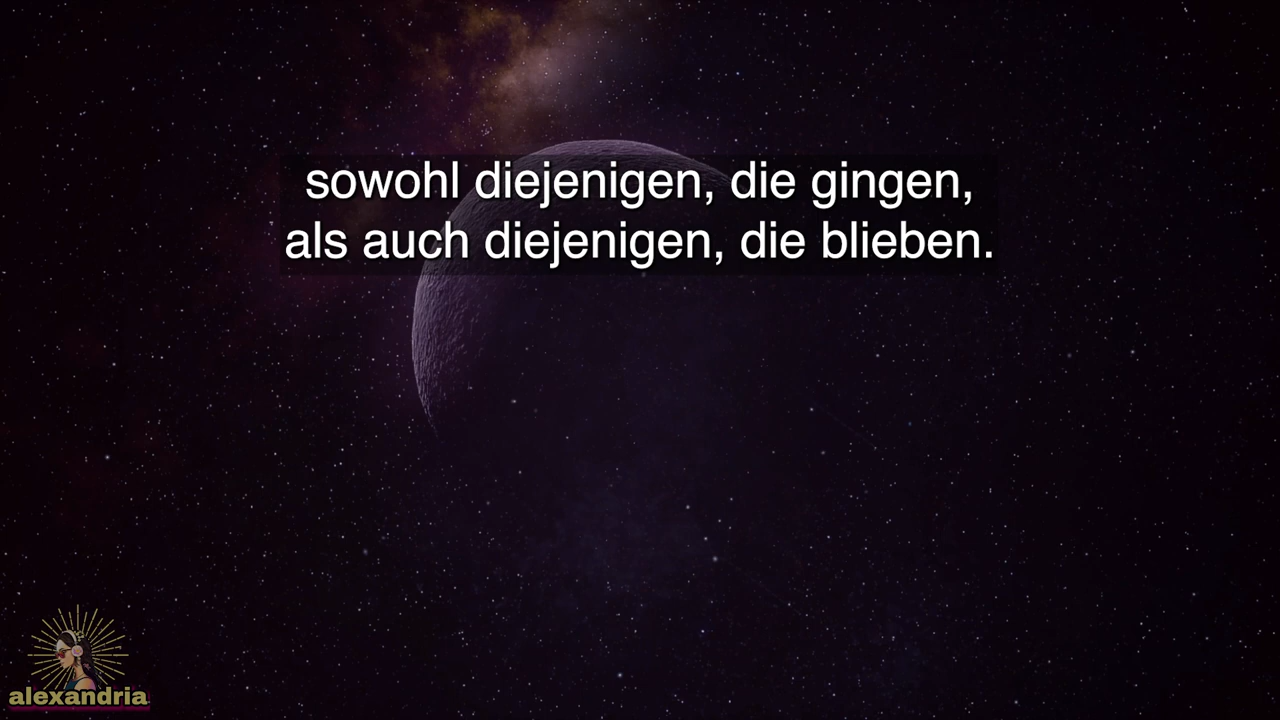 sowohl diejenigen, die gingen,
als auch diejenigen, die blieben.
alexandria